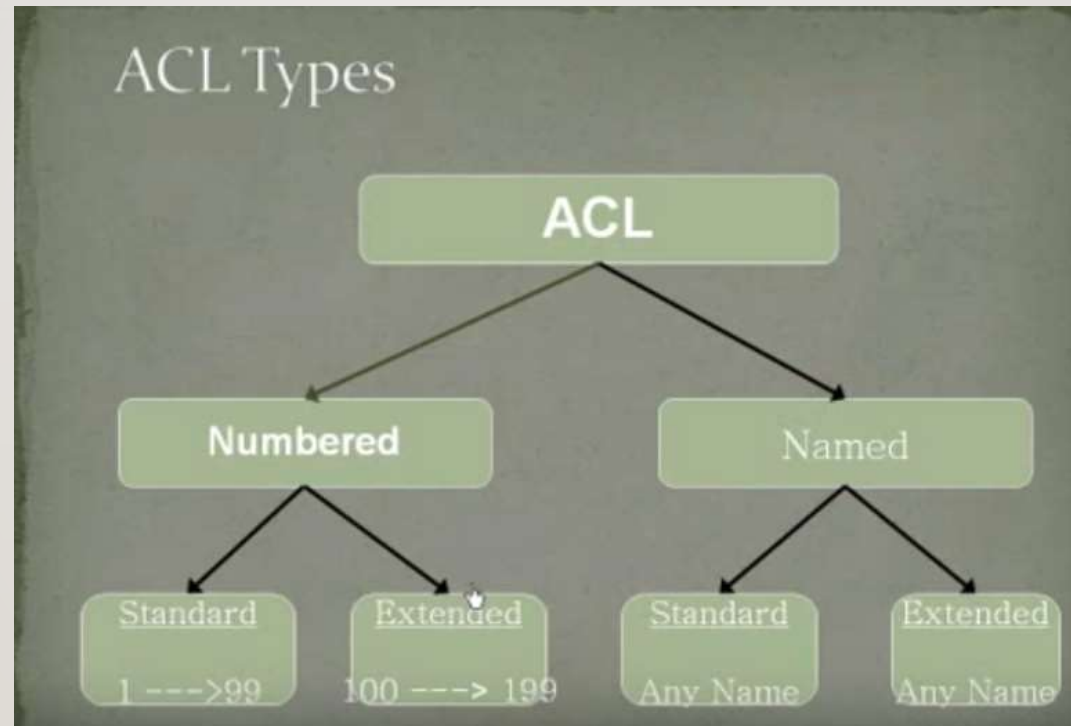 ACL Types
ACL
Numbered
Named
Standard
1 --->99
Extended
100 ---> 199
Standard
Any Name
Extended
Any Name